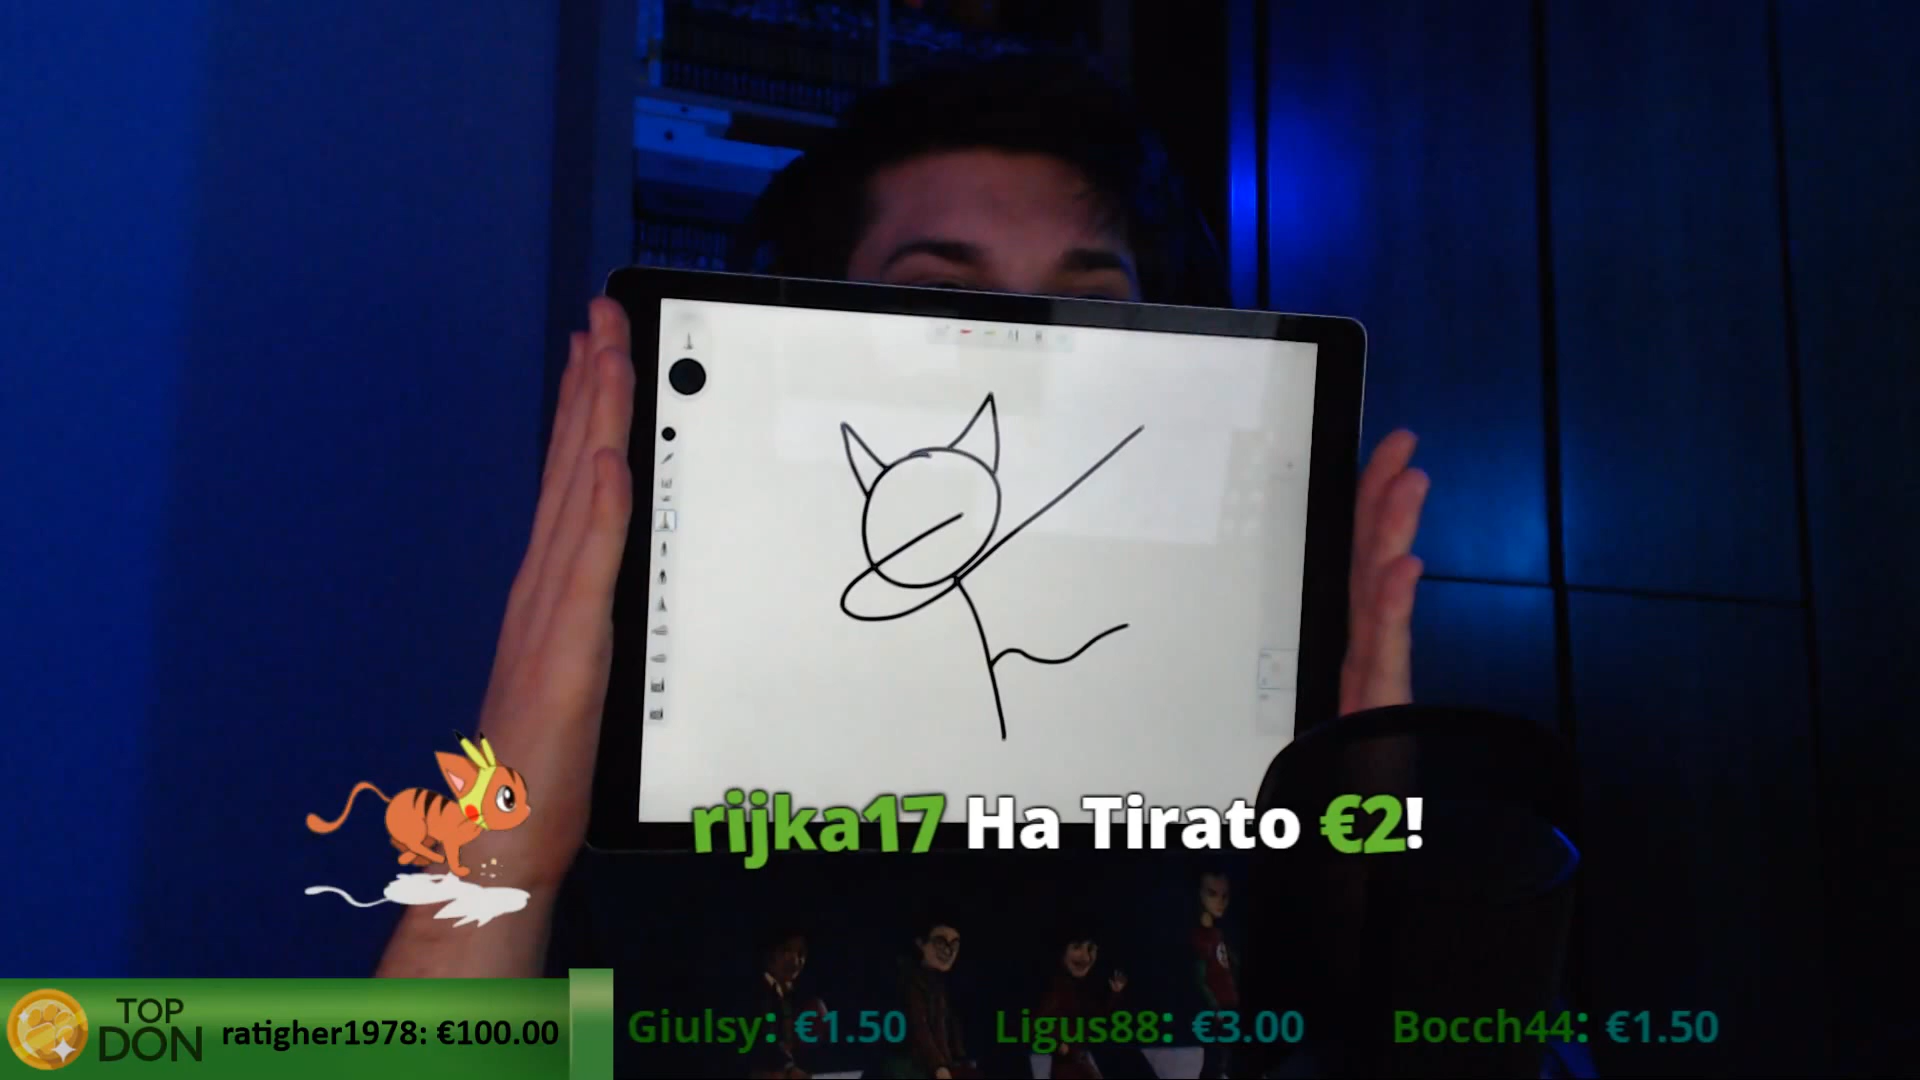 rijka17 Ha Tirato €2!
TOP
DON
ratigher1978: €100.00
Giulsy: €1.50
Ligus88: €3.00
Bocch44: €1.50